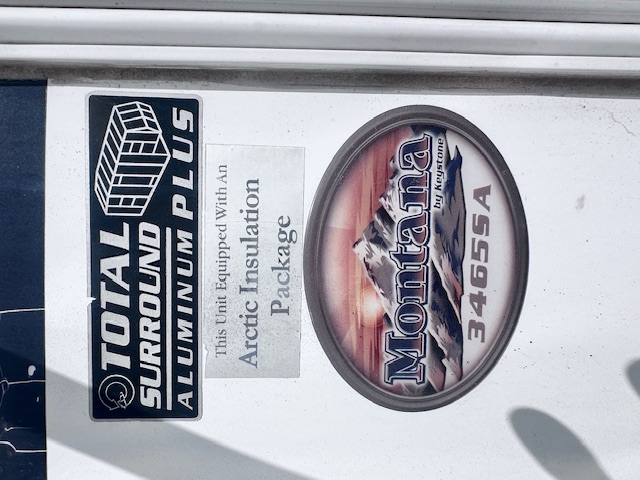 TOTAL
SURROUND
ALUMINUM PLUS
This Unit Equipped With An
Arctic Insulation
Package
Montana
by Keystone
3465SA